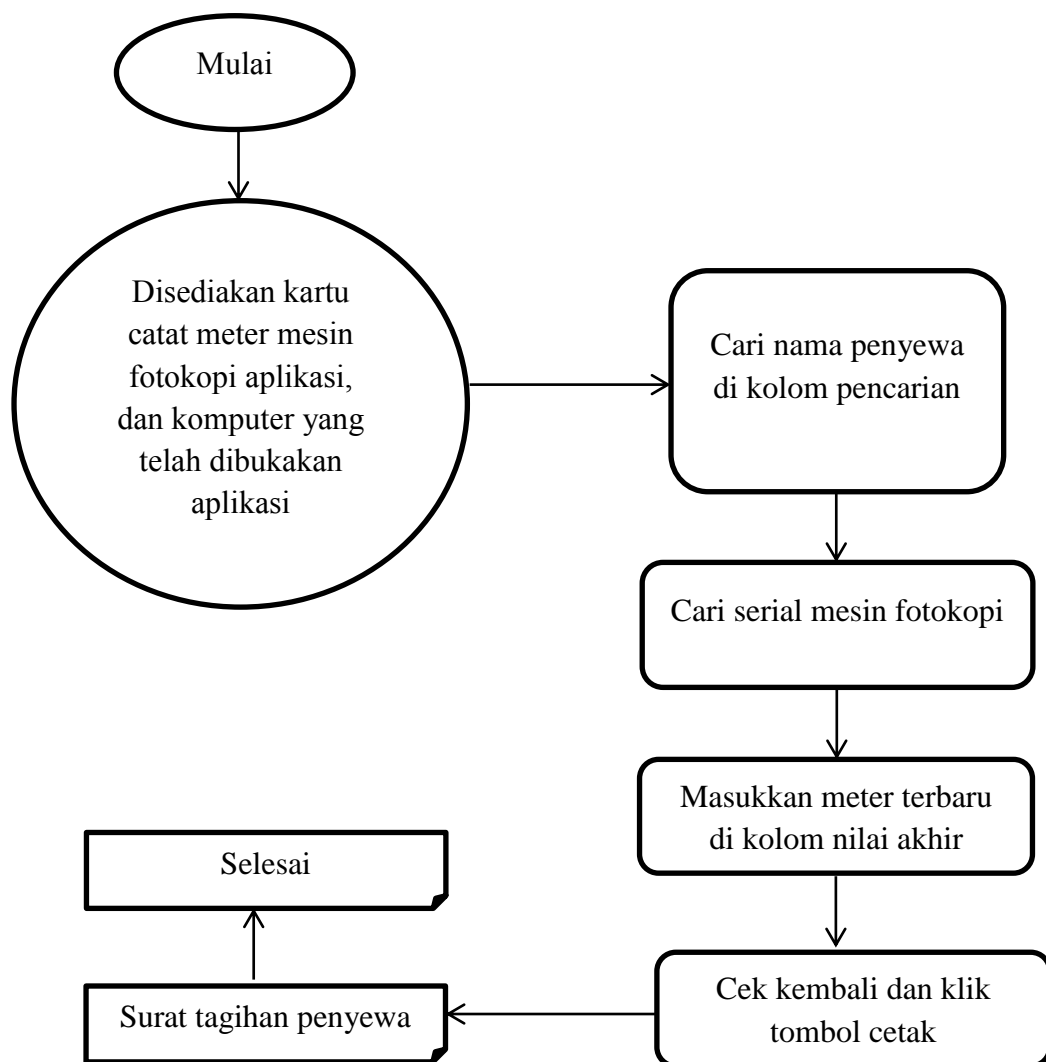 Mulai
Disediakan kartu
catat meter mesin
fotokopi aplikasi,
dan komputer yang
telah dibukakan
aplikasi
Cari nama penyewa
di kolom pencarian
Cari serial mesin fotokopi
Masukkan meter terbaru
di kolom nilai akhir
Cek kembali dan klik
tombol cetak
Surat tagihan penyewa
Selesai